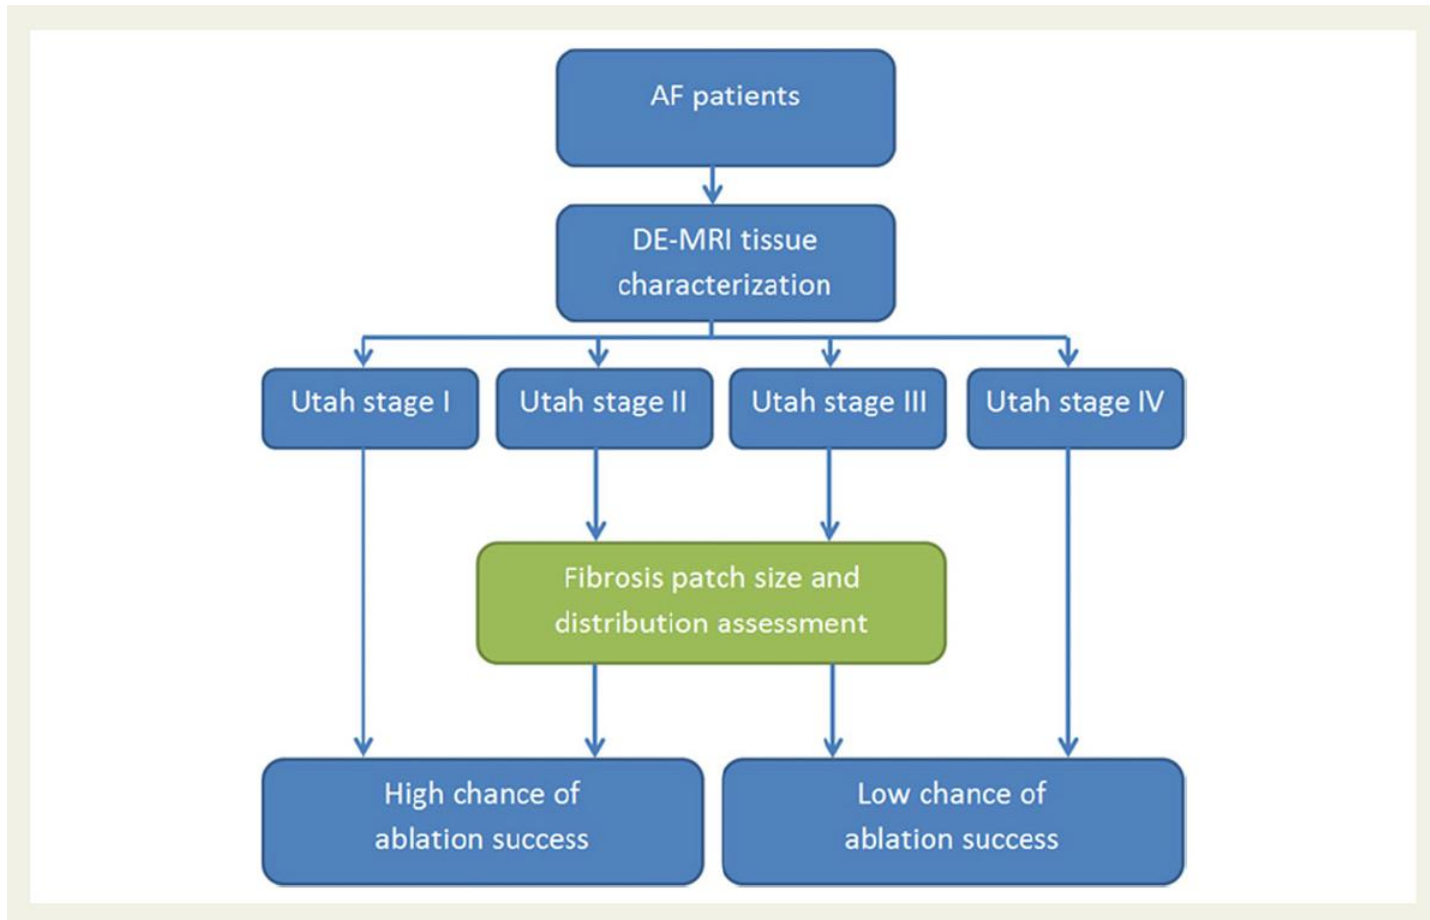 AF patients
DE-MRI tissue
characterization
Utah stage I
Utah stage II
Utah stage III
Utah stage IV
Fibrosis patch size and
distribution assessment
High chance of
ablation success
Low chance of
ablation success